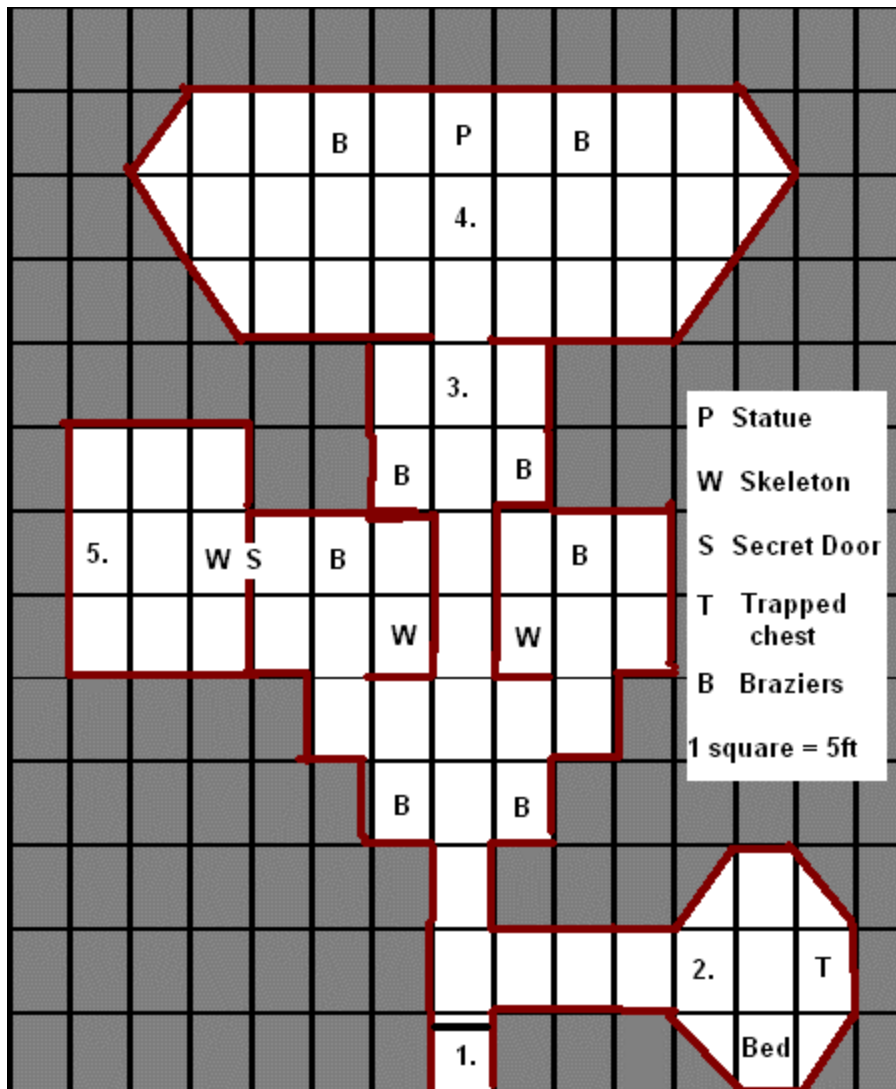 B P B
4.
3.
P Statue
B B
W Skeleton
5. W S B B
S Secret Door
T Trapped
chest
W W
B Braziers
1 square = 5ft
B B
2. T
1. Bed